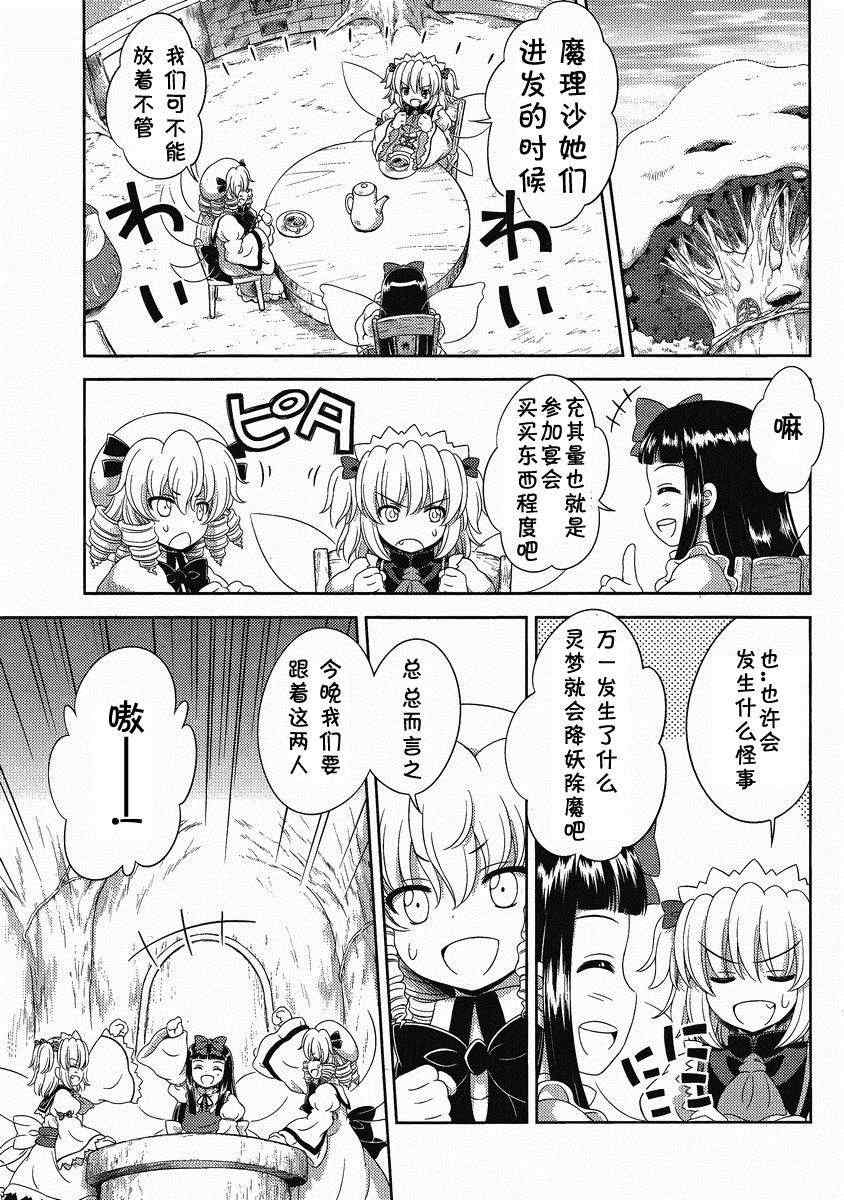 魔理沙她们
进发的时候
我们可不能
放着不管
わい
わい
嘛
充其量也就是
参加宴会
买买东西程度吧
ピタ
也…也许会
发生什么怪事
万一发生了什么
灵梦就会降妖除魔吧
总 总而言之
今晚我们要
跟着这两人
嗷——！